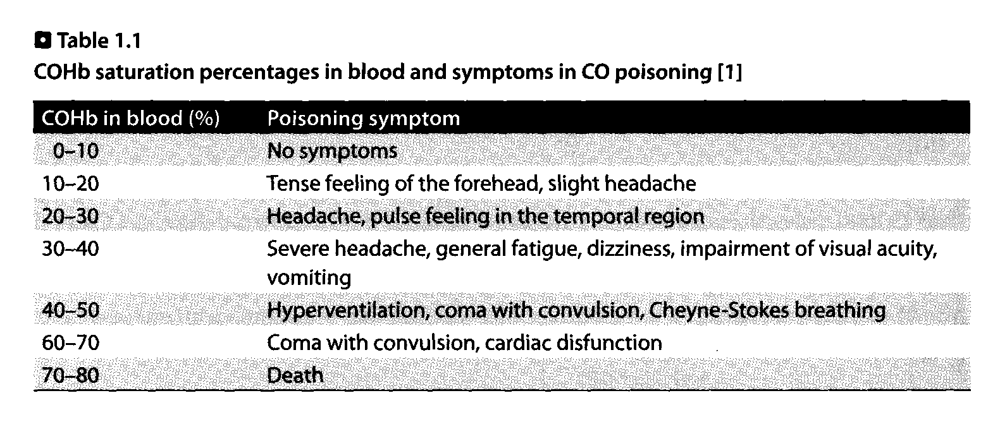 Table 1.1
COHb saturation percentages in blood and symptoms in CO poisoning [1]
COHb in blood (%) Poisoning symptom
0–10 No symptoms
10–20 Tense feeling of the forehead, slight headache
20–30 Headache, pulse feeling in the temporal region
30–40 Severe headache, general fatigue, dizziness, impairment of visual acuity,
vomiting
40–50 Hyperventilation, coma with convulsion, Cheyne-Stokes breathing
60–70 Coma with convulsion, cardiac disfunction
70–80 Death